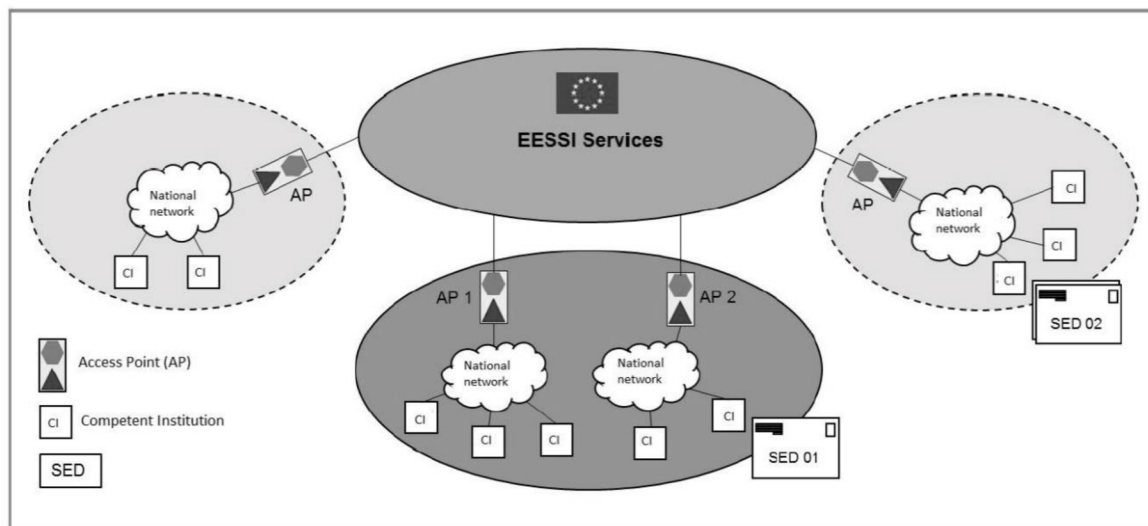 EESSI Services
AP
National
network
CI
CI
AP
National
network
CI
CI
CI
SED 02
AP 1
AP 2
National
network
National
network
CI
CI
CI
CI
CI
SED 01
Access Point (AP)
CI
Competent Institution
SED